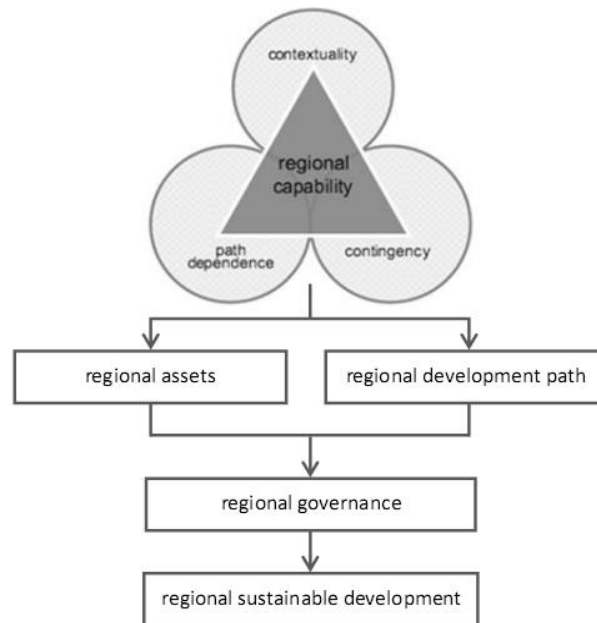 contextuality
regional
capability
path
dependence
contingency
regional assets
regional development path
regional governance
regional sustainable development